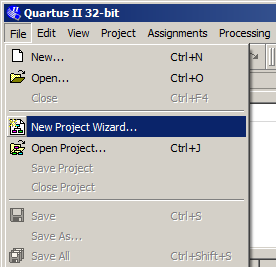 Quartus II 32-bit
File Edit View Project Assignments Processing
New... Ctrl+N
Open... Ctrl+O
Close Ctrl+F4
New Project Wizard...
Open Project... Ctrl+J
Save Project
Close Project
Save Ctrl+S
Save As...
Save All Ctrl+Shift+S